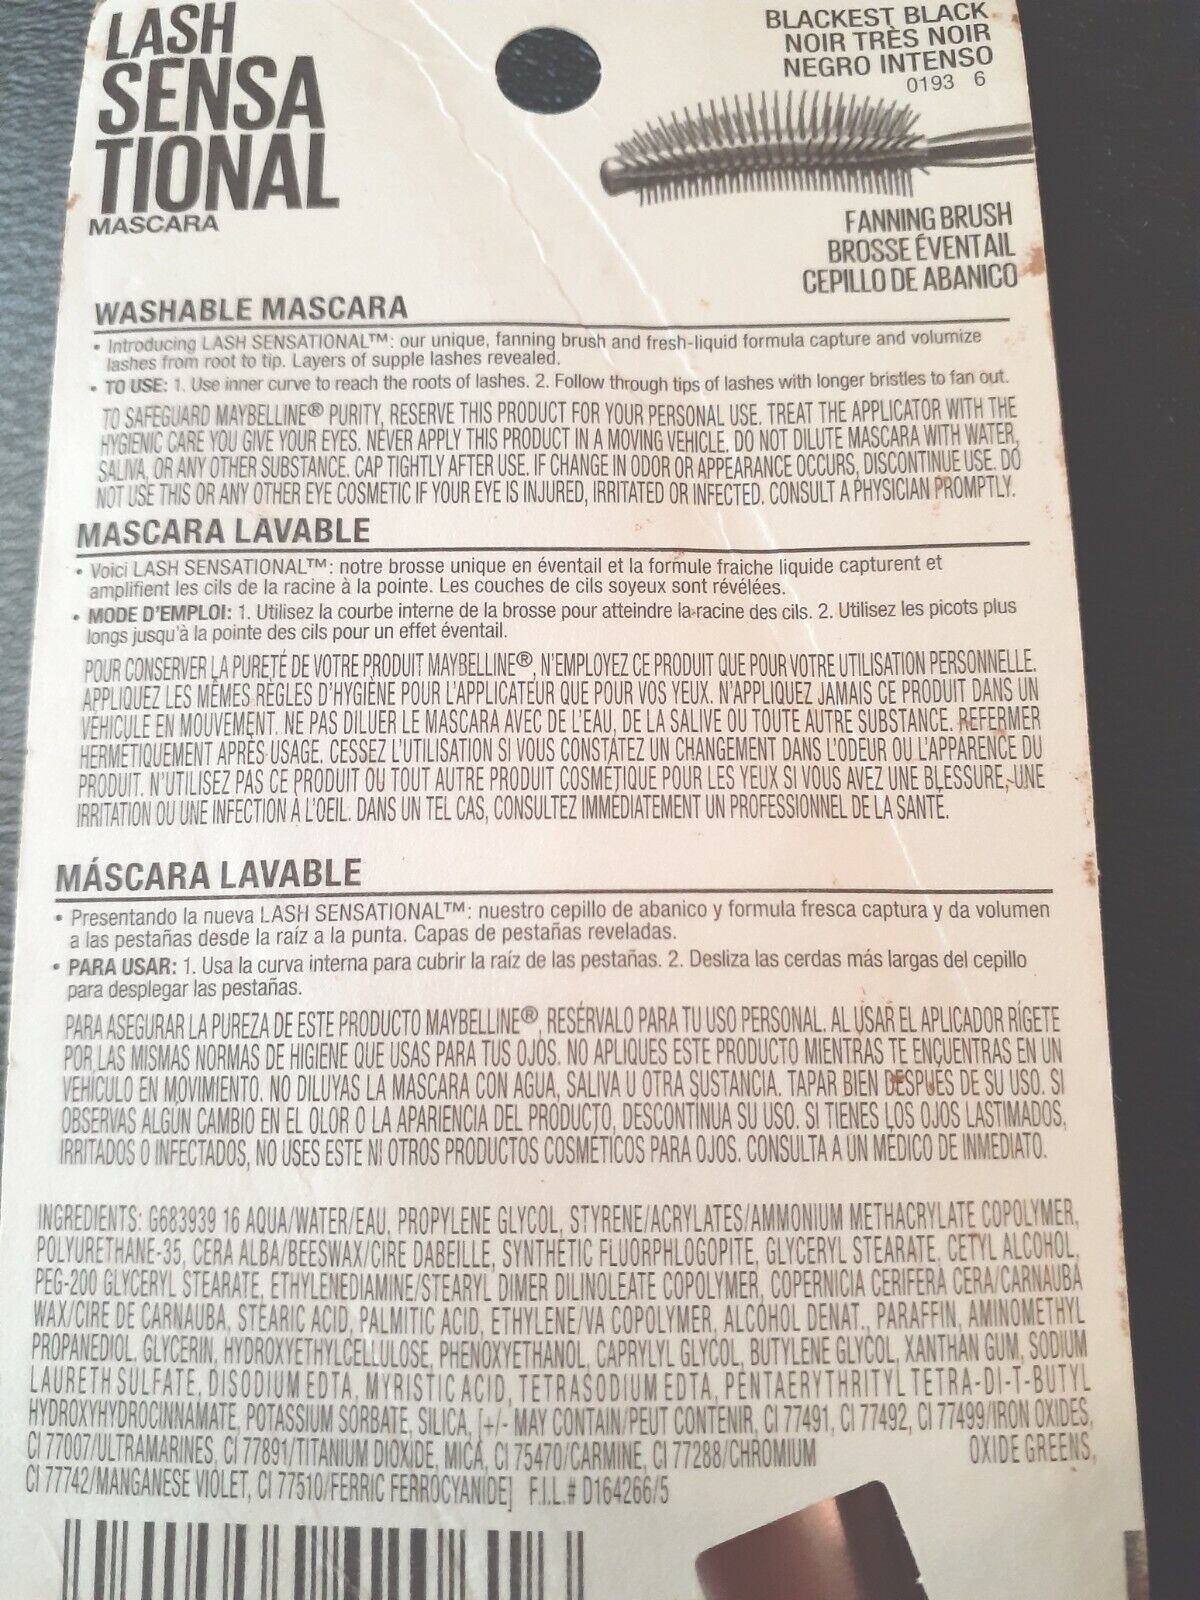 LASH
SENSA
TIONAL
MASCARA
BLACKEST BLACK
NOIR TRÈS NOIR
NEGRO INTENSO
0193 6
FANNING BRUSH
BROSSE ÉVENTAIL
CEPILLO DE ABANICO
WASHABLE MASCARA
• Introducing LASH SENSATIONAL™: our unique, fanning brush and fresh-liquid formula capture and volumize
lashes from root to tip. Layers of supple lashes revealed.
• TO USE: 1. Use inner curve to reach the roots of lashes. 2. Follow through tips of lashes with longer bristles to fan out.
TO SAFEGUARD MAYBELLINE® PURITY, RESERVE THIS PRODUCT FOR YOUR PERSONAL USE. TREAT THE APPLICATOR WITH THE
HYGIENIC CARE YOU GIVE YOUR EYES. NEVER APPLY THIS PRODUCT IN A MOVING VEHICLE. DO NOT DILUTE MASCARA WITH WATER,
SALIVA, OR ANY OTHER SUBSTANCE. CAP TIGHTLY AFTER USE. IF CHANGE IN ODOR OR APPEARANCE OCCURS, DISCONTINUE USE. DO
NOT USE THIS OR ANY OTHER EYE COSMETIC IF YOUR EYE IS INJURED, IRRITATED OR INFECTED. CONSULT A PHYSICIAN PROMPTLY.
MASCARA LAVABLE
• Voici LASH SENSATIONAL™: notre brosse unique en éventail et la formule fraiche liquide capturent et
amplifient les cils de la racine à la pointe. Les couches de cils soyeux sont révélées.
• MODE D'EMPLOI: 1. Utilisez la courbe interne de la brosse pour atteindre la racine des cils. 2. Utilisez les picots plus
longs jusqu'à la pointe des cils pour un effet éventail.
POUR CONSERVER LA PURETÉ DE VOTRE PRODUIT MAYBELLINE®, N'EMPLOYEZ CE PRODUIT QUE POUR VOTRE UTILISATION PERSONNELLE.
APPLIQUEZ LES MÊMES RÈGLES D'HYGIÈNE POUR L'APPLICATEUR QUE POUR VOS YEUX. N'APPLIQUEZ JAMAIS CE PRODUIT DANS UN
VÉHICULE EN MOUVEMENT. NE PAS DILUER LE MASCARA AVEC DE L'EAU, DE LA SALIVE OU TOUTE AUTRE SUBSTANCE. REFERMER
HERMÉTIQUEMENT APRÈS USAGE. CESSEZ L'UTILISATION SI VOUS CONSTATEZ UN CHANGEMENT DANS L'ODEUR OU L'APPARENCE DU
PRODUIT. N'UTILISEZ PAS CE PRODUIT OU TOUT AUTRE PRODUIT COSMÉTIQUE POUR LES YEUX SI VOUS AVEZ UNE BLESSURE, UNE
IRRITATION OU UNE INFECTION À L'OEIL. DANS UN TEL CAS, CONSULTEZ IMMÉDIATEMENT UN PROFESSIONNEL DE LA SANTÉ.
MÁSCARA LAVABLE
• Presentando la nueva LASH SENSATIONAL™: nuestro cepillo de abanico y formula fresca captura y da volumen
a las pestañas desde la raíz a la punta. Capas de pestañas reveladas.
• PARA USAR: 1. Usa la curva interna para cubrir la raíz de las pestañas. 2. Desliza las cerdas más largas del cepillo
para desplegar las pestañas.
PARA ASEGURAR LA PUREZA DE ESTE PRODUCTO MAYBELLINE®, RESÉRVALO PARA TU USO PERSONAL. AL USAR EL APLICADOR RÍGETE
POR LAS MISMAS NORMAS DE HIGIENE QUE USAS PARA TUS OJOS. NO APLIQUES ESTE PRODUCTO MIENTRAS TE ENCUENTRAS EN UN
VEHÍCULO EN MOVIMIENTO. NO DILUYAS LA MASCARA CON AGUA, SALIVA U OTRA SUSTANCIA. TAPAR BIEN DESPUÉS DE SU USO. SI
OBSERVAS ALGÚN CAMBIO EN EL OLOR O LA APARIENCIA DEL PRODUCTO, DESCONTINUA SU USO. SI TIENES LOS OJOS LASTIMADOS,
IRRITADOS O INFECTADOS, NO USES ESTE NI OTROS PRODUCTOS COSMÉTICOS PARA OJOS. CONSULTA A UN MÉDICO DE INMEDIATO.
INGREDIENTS: G683939 16 AQUA/WATER/EAU, PROPYLENE GLYCOL, STYRENE/ACRYLATES/AMMONIUM METHACRYLATE COPOLYMER,
POLYURETHANE-35, CERA ALBA/BEESWAX/CIRE DABEILLE, SYNTHETIC FLUORPHLOGOPITE, GLYCERYL STEARATE, CETYL ALCOHOL,
PEG-200 GLYCERYL STEARATE, ETHYLENEDIAMINE/STEARYL DIMER DILINOLEATE COPOLYMER, COPERNICIA CERIFERA CERA/CARNAUBA
WAX/CIRE DE CARNAUBA, STEARIC ACID, PALMITIC ACID, ETHYLENE/VA COPOLYMER, ALCOHOL DENAT., PARAFFIN, AMINOMETHYL
PROPANEDIOL, GLYCERIN, HYDROXYETHYLCELLULOSE, PHENOXYETHANOL, CAPRYLYL GLYCOL, BUTYLENE GLYCOL, XANTHAN GUM, SODIUM
LAURETH SULFATE, DISODIUM EDTA, MYRISTIC ACID, TETRASODIUM EDTA, PENTAERYTHRITYL TETRA-DI-T-BUTYL
HYDROXYHYDROCINNAMATE, POTASSIUM SORBATE, SILICA, [+/- MAY CONTAIN/PEUT CONTENIR, CI 77491, CI 77492, CI 77499/IRON OXIDES,
CI 77007/ULTRAMARINES, CI 77891/TITANIUM DIOXIDE, MICA, CI 75470/CARMINE, CI 77288/CHROMIUM OXIDE GREENS,
CI 77742/MANGANESE VIOLET, CI 77510/FERRIC FERROCYANIDE] F.I.L.# D164266/5